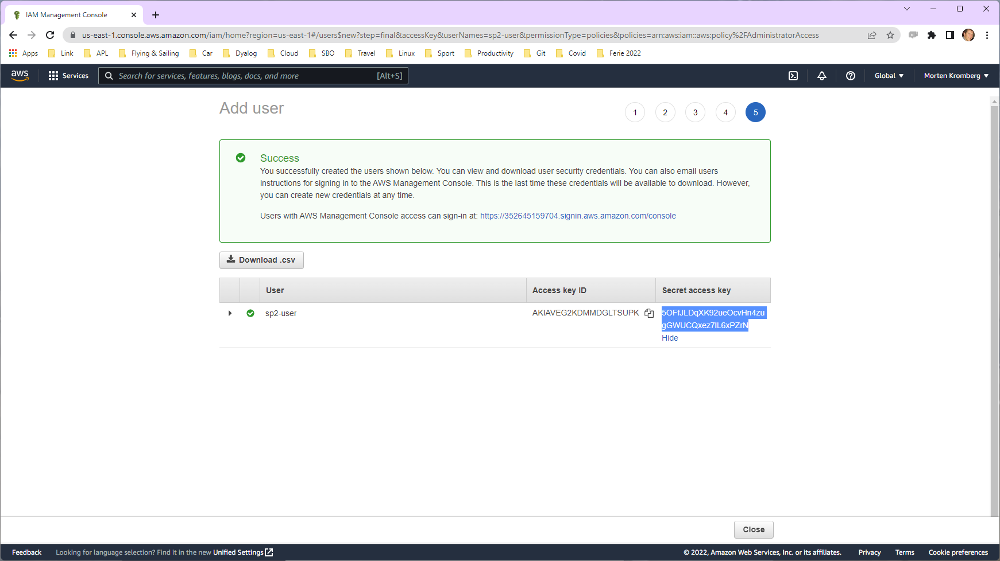 IAM Management Console
us-east-1.console.aws.amazon.com/iam/home?region=us-east-1#/users$new?step=final&accessKey&userNames=sp2-user&permissionType=policies&policies=arn:aws:iam::aws:policy%2FAdministratorAccess
Apps Link APL Flying & Sailing Car Dyalog Cloud SBO Travel Linux Sport Productivity Git Covid Ferie 2022
aws Services Search for services, features, blogs, docs, and more [Alt+S] Global Morten Kromberg
Add user 1 2 3 4 5
Success
You successfully created the users shown below. You can view and download user security credentials. You can also email users
instructions for signing in to the AWS Management Console. This is the last time these credentials will be available to download. However,
you can create new credentials at any time.
Users with AWS Management Console access can sign-in at: https://352645159704.signin.aws.amazon.com/console
Download .csv
User Access key ID Secret access key
sp2-user AKIAVEG2KDMMDGLTSUPK 5OFfJLDqXK92ueOcvHn4zu
Hide
Close
Feedback Looking for language selection? Find it in the new Unified Settings © 2022, Amazon Web Services, Inc. or its affiliates. Privacy Terms Cookie preferences